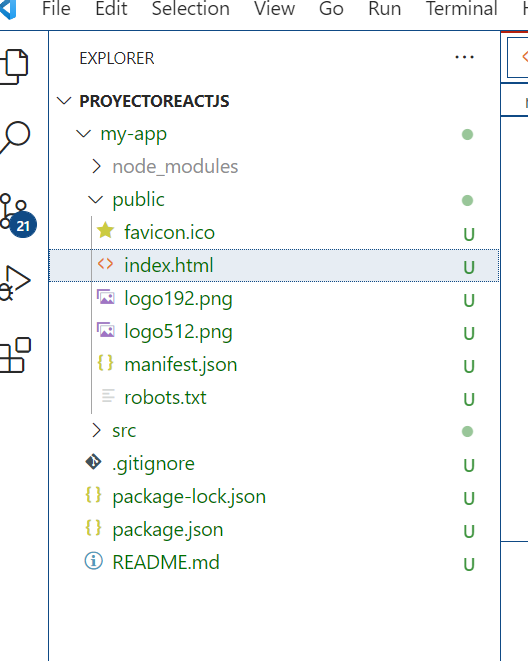 File Edit Selection View Go Run Terminal
EXPLORER
PROYECTOREACTJS
my-app
node_modules
public
favicon.ico U
index.html U
21
logo192.png U
logo512.png U
manifest.json U
robots.txt U
src
.gitignore U
package-lock.json U
package.json U
README.md U